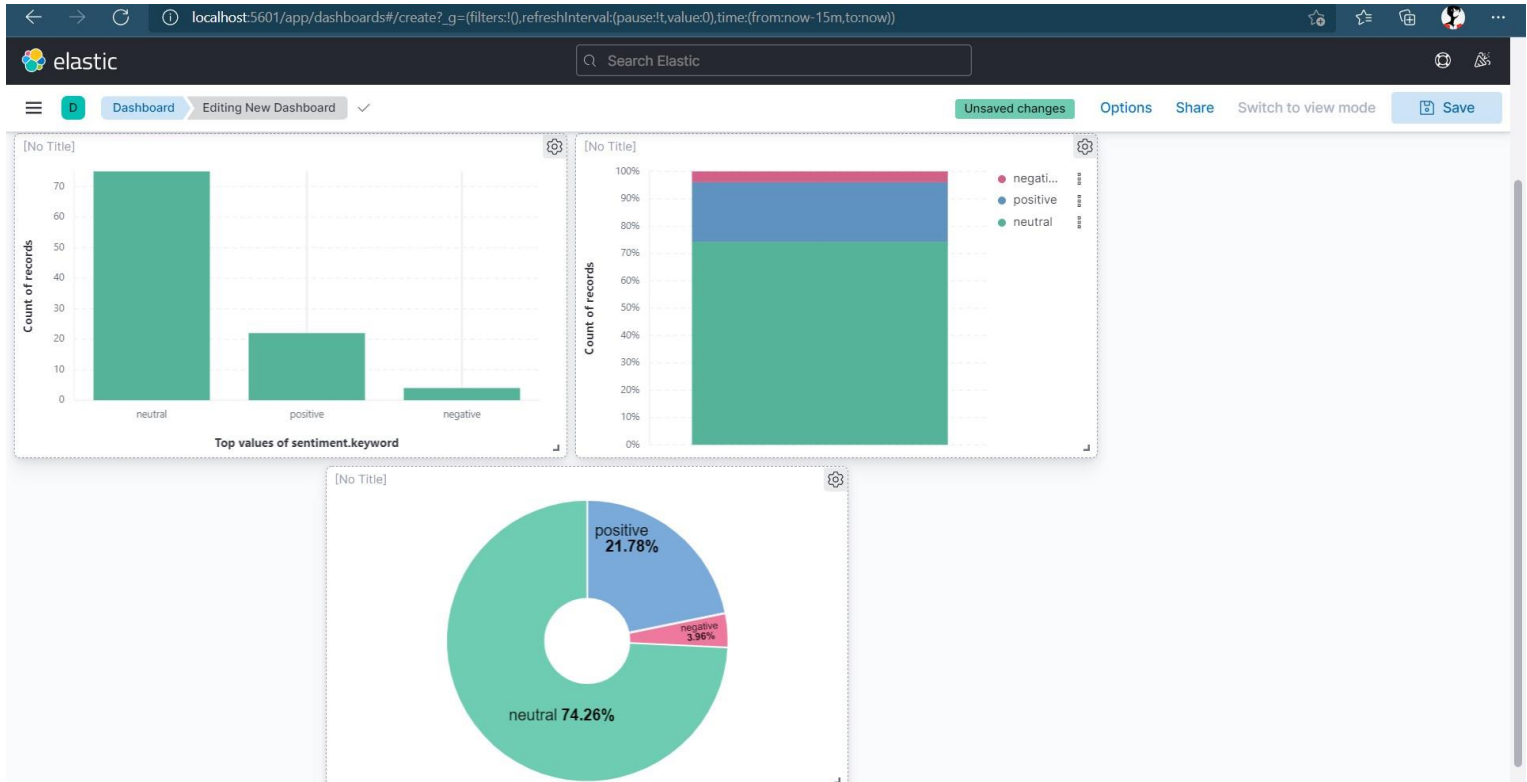 localhost:5601/app/dashboards#/create?_g=(filters:!(),refreshInterval:(pause:!t,value:0),time:(from:now-15m,to:now))
elastic
Search Elastic
D Dashboard Editing New Dashboard Unsaved changes Options Share Switch to view mode Save
[No Title]
70
60
50
40
30
20
10
0
Count of records
neutral positive negative
Top values of sentiment.keyword
[No Title]
100%
90%
80%
70%
60%
50%
40%
30%
20%
10%
0%
Count of records
negati...
positive
neutral
[No Title]
positive
21.78%
negative
3.96%
neutral 74.26%